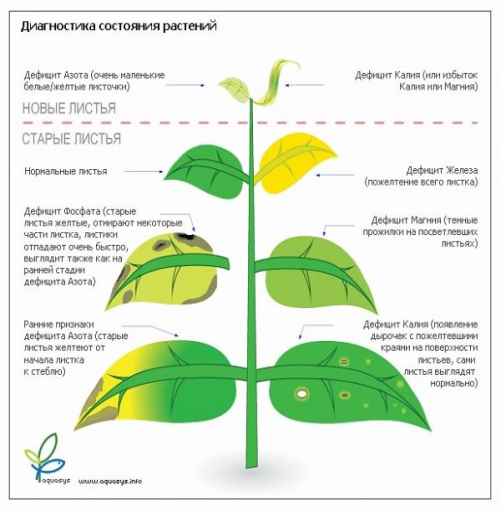 Диагностика состояния растений
Дефицит Азота (очень маленькие
белые/желтые листочки)
Дефицит Калия (или избыток
Калия или Магния)
НОВЫЕ ЛИСТЬЯ
СТАРЫЕ ЛИСТЬЯ
Нормальные листья
Дефицит Железа
(пожелтение всего листка)
Дефицит Фосфата (старые
листья желтые, отмирают некоторые
части листка, листики
отпадают очень быстро,
выглядит также как на
ранней стадии
дефицита Азота)
Дефицит Магния (темные
прожилки на посветлевших
листьях)
Ранние признаки
дефицита Азота (старые
листья желтеют от
начала листка
к стеблю)
Дефицит Калия (появление
дырочек с пожелтевшими
краями на поверхности
листьев, сами
листья выглядят
нормально)
aquasys www.aquasys.info